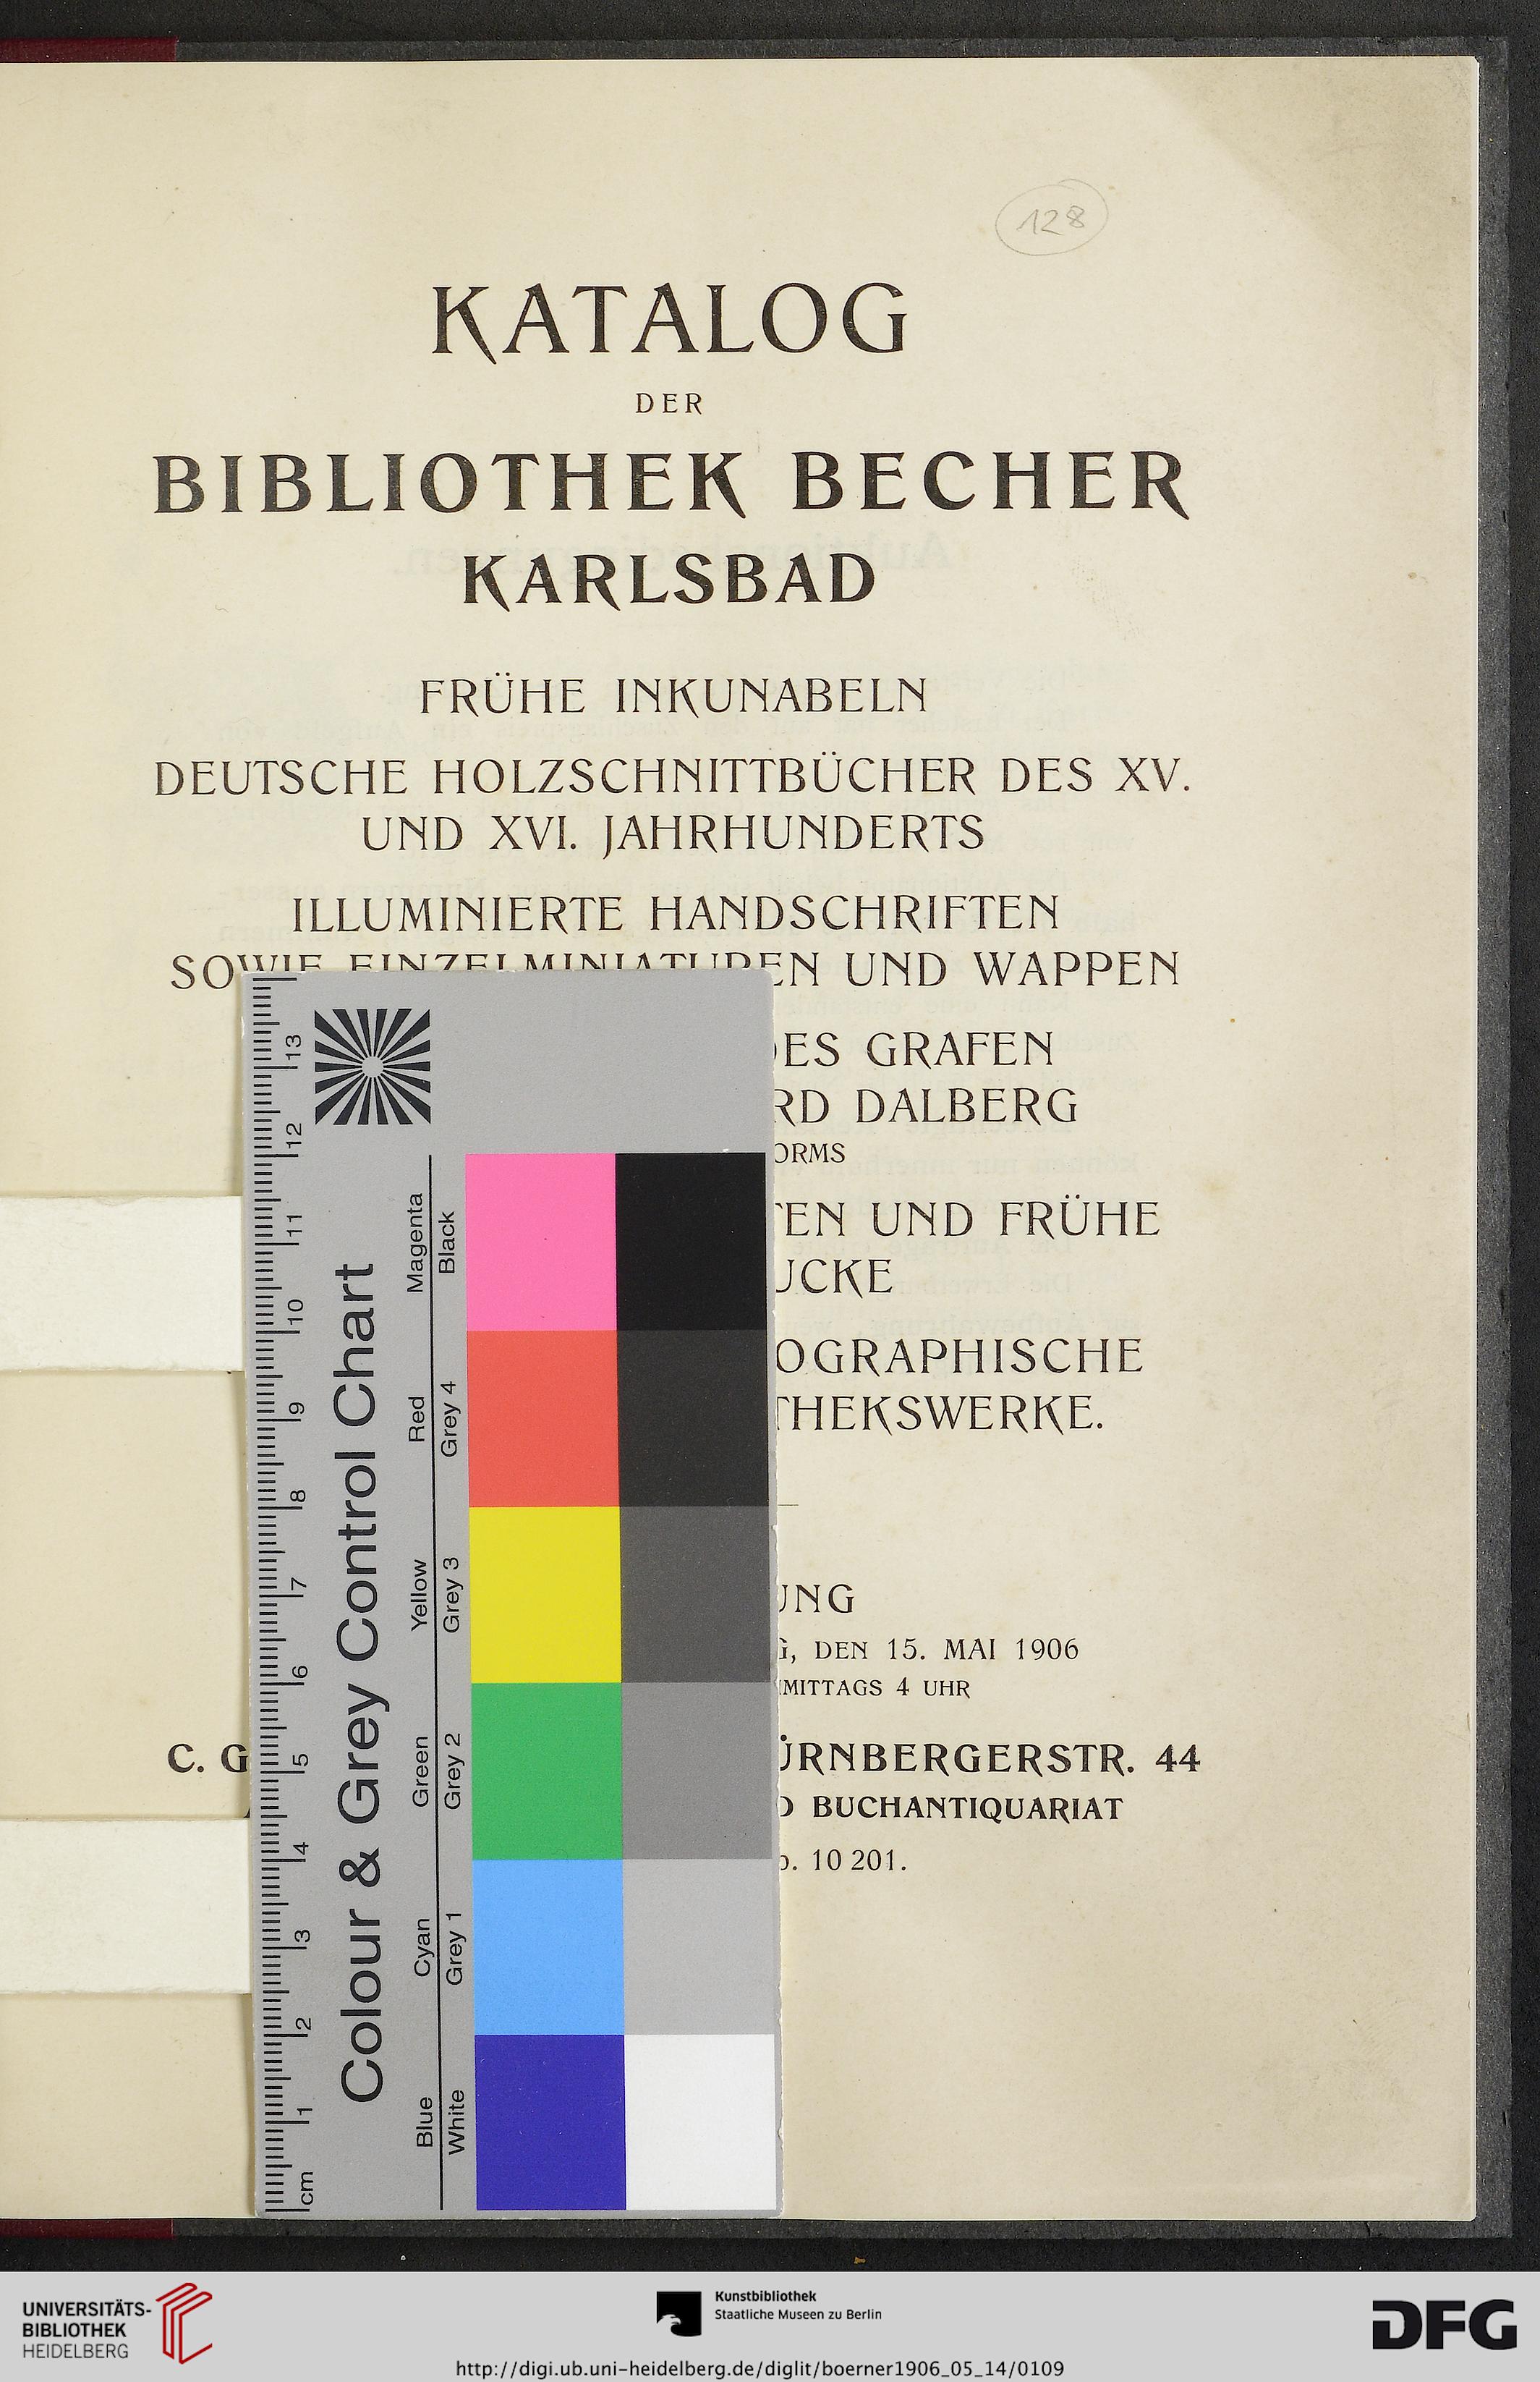 128
KATALOG
DER
BIBLIOTHEK BECHER
KARLSBAD
FRÜHE INKUNABELN
DEUTSCHE HOLZSCHNITTBÜCHER DES XV.
UND XVI. JAHRHUNDERTS
ILLUMINIERTE HANDSCHRIFTEN
SOWIE EINZELMINIATUREN UND WAPPEN
DES GRAFEN
RD DALBERG
ORMS
TEN UND FRÜHE
UCKE
OGRAPHISCHE
THEKSWERKE.
UNG
G, DEN 15. MAI 1906
MITTAGS 4 UHR
C. G
ÜRNBERGERSTR. 44
D BUCHANTIQUARIAT
o. 10 201.
Colour & Grey Control Chart
Magenta
Red
Yellow
Green
Cyan
Blue
Black
Grey 4
Grey 3
Grey 2
Grey 1
White
13
12
11
10
9
8
7
6
5
4
3
2
1
cm
UNIVERSITÄTS-
BIBLIOTHEK
HEIDELBERG
Kunstbibliothek
Staatliche Museen zu Berlin
DFG
http://digi.ub.uni-heidelberg.de/diglit/boerner1906_05_14/0109